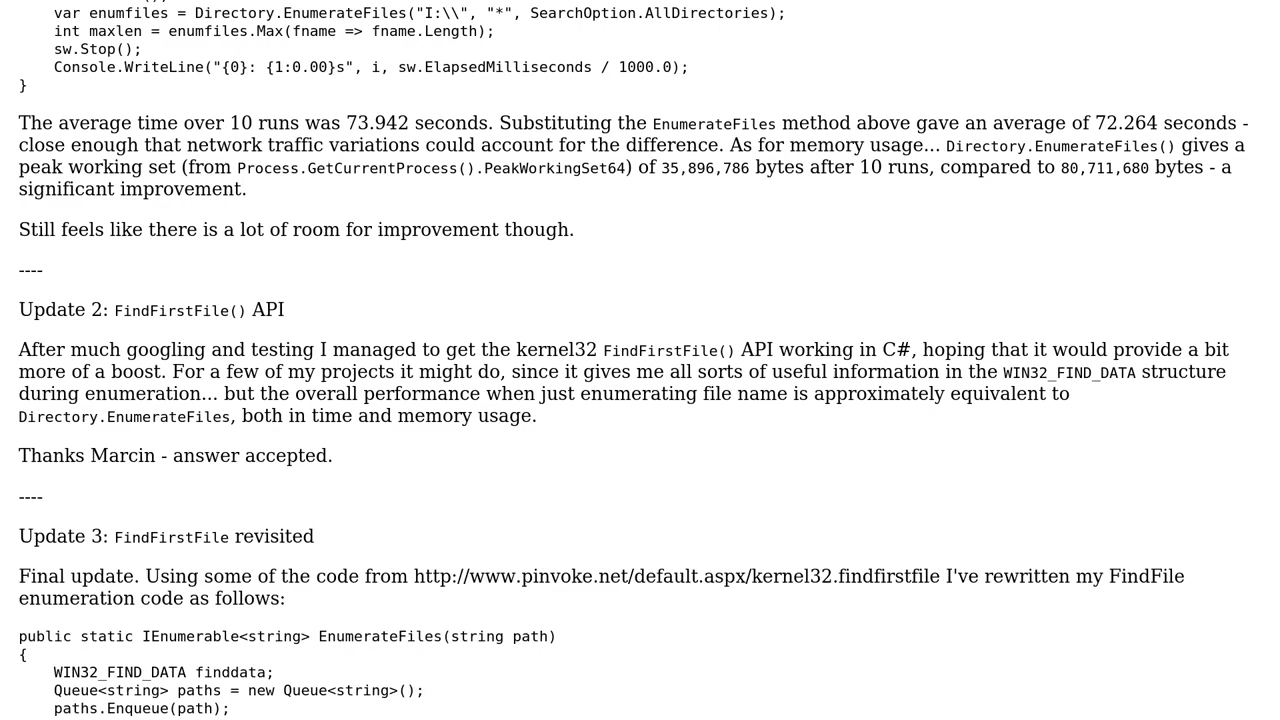 var enumfiles = Directory.EnumerateFiles("I:\\", "*", SearchOption.AllDirectories);
    int maxlen = enumfiles.Max(fname => fname.Length);
    sw.Stop();
    Console.WriteLine("{0}: {1:0.00}s", i, sw.ElapsedMilliseconds / 1000.0);
}
The average time over 10 runs was 73.942 seconds. Substituting the EnumerateFiles method above gave an average of 72.264 seconds -
close enough that network traffic variations could account for the difference. As for memory usage... Directory.EnumerateFiles() gives a
peak working set (from Process.GetCurrentProcess().PeakWorkingSet64) of 35,896,786 bytes after 10 runs, compared to 80,711,680 bytes - a
significant improvement.
Still feels like there is a lot of room for improvement though.
----
Update 2: FindFirstFile() API
After much googling and testing I managed to get the kernel32 FindFirstFile() API working in C#, hoping that it would provide a bit
more of a boost. For a few of my projects it might do, since it gives me all sorts of useful information in the WIN32_FIND_DATA structure
during enumeration... but the overall performance when just enumerating file name is approximately equivalent to
Directory.EnumerateFiles, both in time and memory usage.
Thanks Marcin - answer accepted.
----
Update 3: FindFirstFile revisited
Final update. Using some of the code from http://www.pinvoke.net/default.aspx/kernel32.findfirstfile I've rewritten my FindFile
enumeration code as follows:
public static IEnumerable<string> EnumerateFiles(string path)
{
    WIN32_FIND_DATA finddata;
    Queue<string> paths = new Queue<string>();
    paths.Enqueue(path);